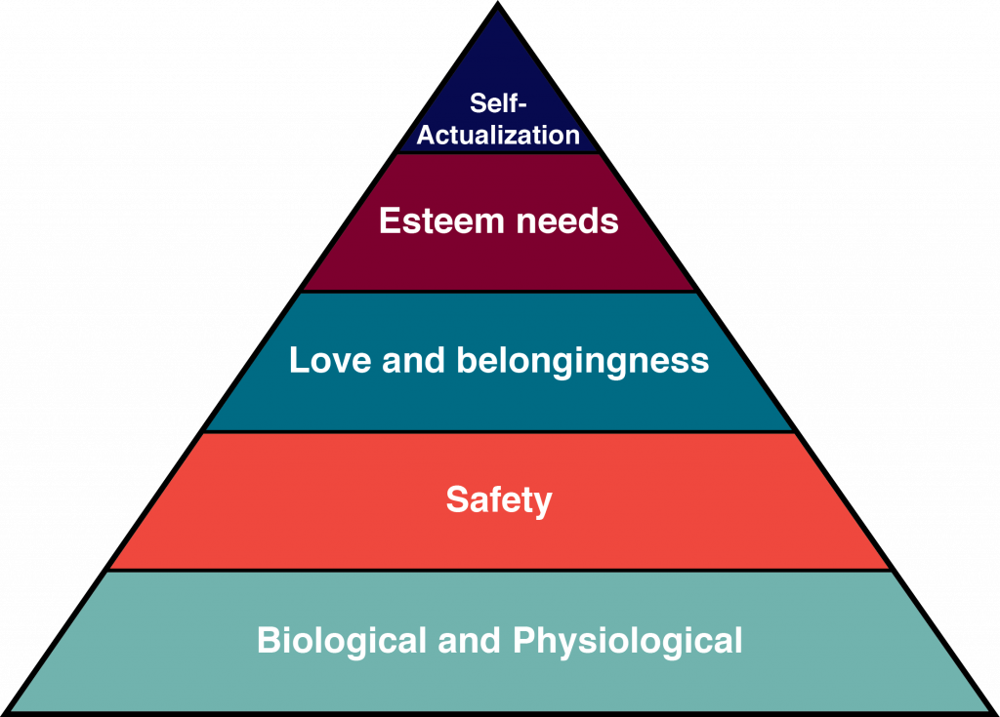 Self-
Actualization
Esteem needs
Love and belongingness
Safety
Biological and Physiological